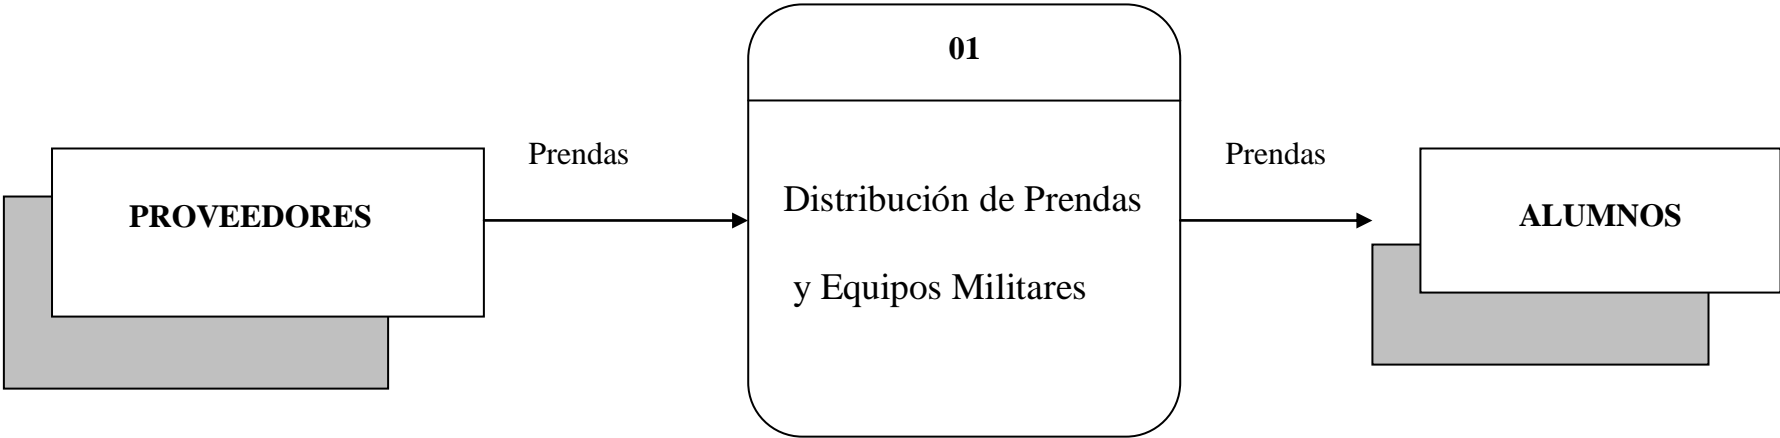 01
Prendas
Prendas
PROVEEDORES
Distribución de Prendas
y Equipos Militares
ALUMNOS